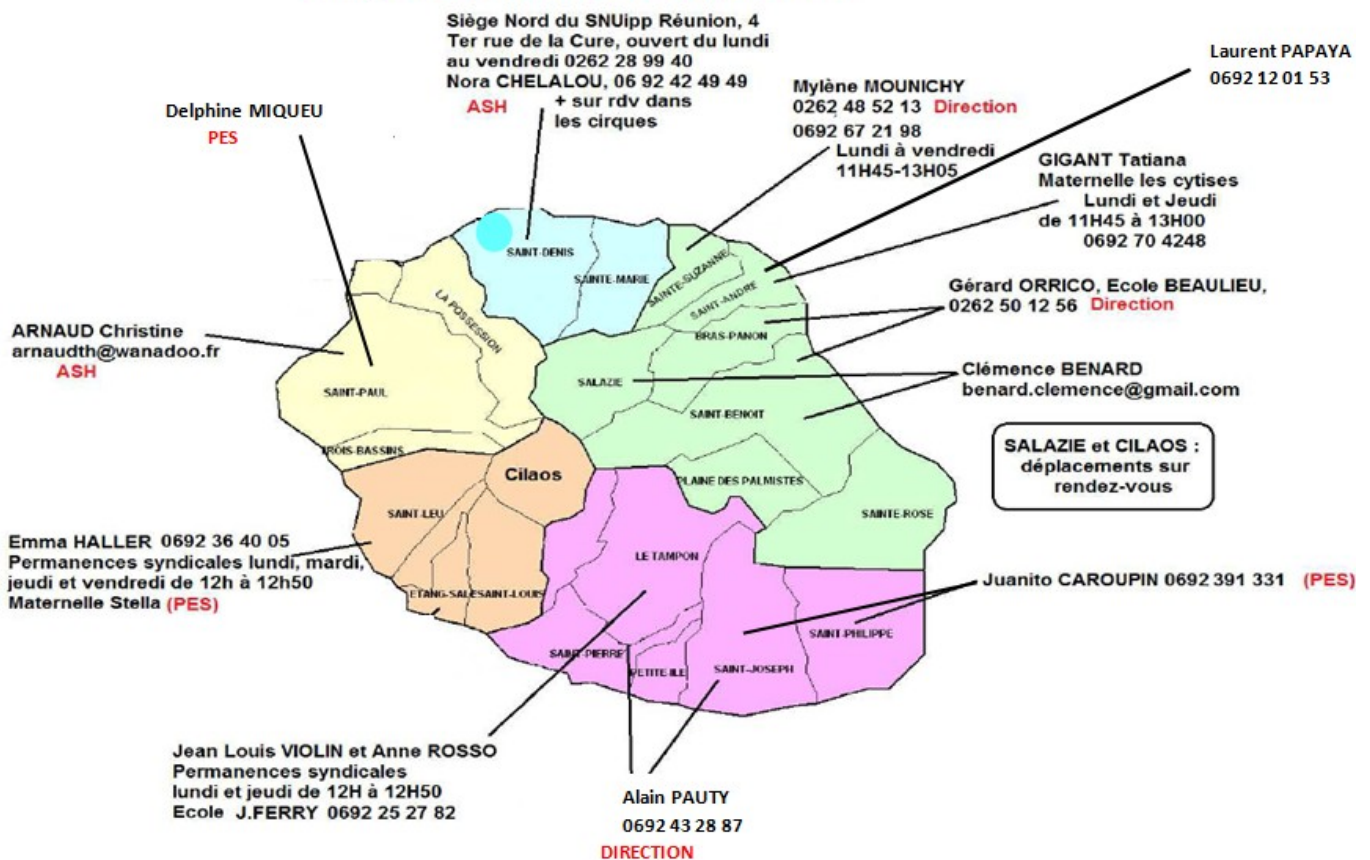 Siège Nord du SNUipp Réunion, 4
Ter rue de la Cure, ouvert du lundi
au vendredi 0262 28 99 40
Nora CHELALOU, 06 92 42 49 49
ASH
+ sur rdv dans
les cirques
Laurent PAPAYA
0692 12 01 53
Mylène MOUNICHY
0262 48 52 13 Direction
0692 67 21 98
Lundi à vendredi
11H45-13H05
Delphine MIQUEU
PES
GIGANT Tatiana
Maternelle les cytises
Lundi et Jeudi
de 11H45 à 13H00
0692 70 4248
Gérard ORRICO, Ecole BEAULIEU,
0262 50 12 56 Direction
ARNAUD Christine
arnaudth@wanadoo.fr
ASH
Clémence BENARD
benard.clemence@gmail.com
SALAZIE et CILAOS :
déplacements sur
rendez-vous
SAINT-DENIS
SAINTE-MARIE
SAINTE-SUZANNE
SAINT-ANDRE
BRAS-PANON
LA POSSESSION
SAINT-PAUL
SALAZIE
SAINT-BENOIT
TROIS-BASSINS
Cilaos
PLAINE DES PALMISTES
SAINTE-ROSE
SAINT-LEU
LE TAMPON
ETANG-SALE
SAINT-LOUIS
SAINT-PIERRE
PETITE-ILE
SAINT-JOSEPH
SAINT-PHILIPPE
Emma HALLER 0692 36 40 05
Permanences syndicales lundi, mardi,
jeudi et vendredi de 12h à 12h50
Maternelle Stella (PES)
Juanito CAROUPIN 0692 391 331 (PES)
Jean Louis VIOLIN et Anne ROSSO
Permanences syndicales
lundi et jeudi de 12H à 12H50
Ecole J.FERRY 0692 25 27 82
Alain PAUTY
0692 43 28 87
DIRECTION